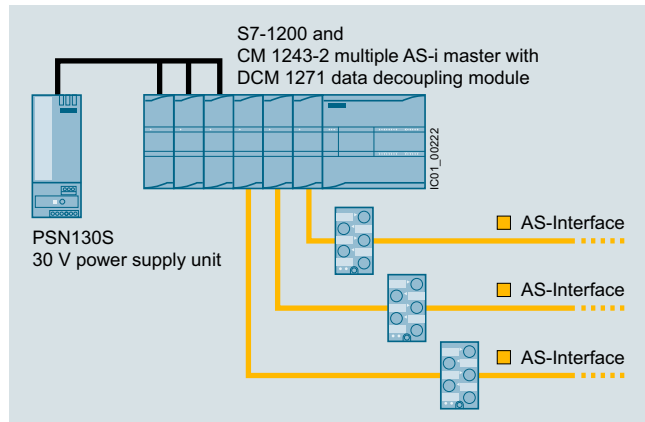 S7-1200 and
CM 1243-2 multiple AS-i master with
DCM 1271 data decoupling module
IC01_00222
PSN130S
30 V power supply unit
AS-Interface
AS-Interface
AS-Interface